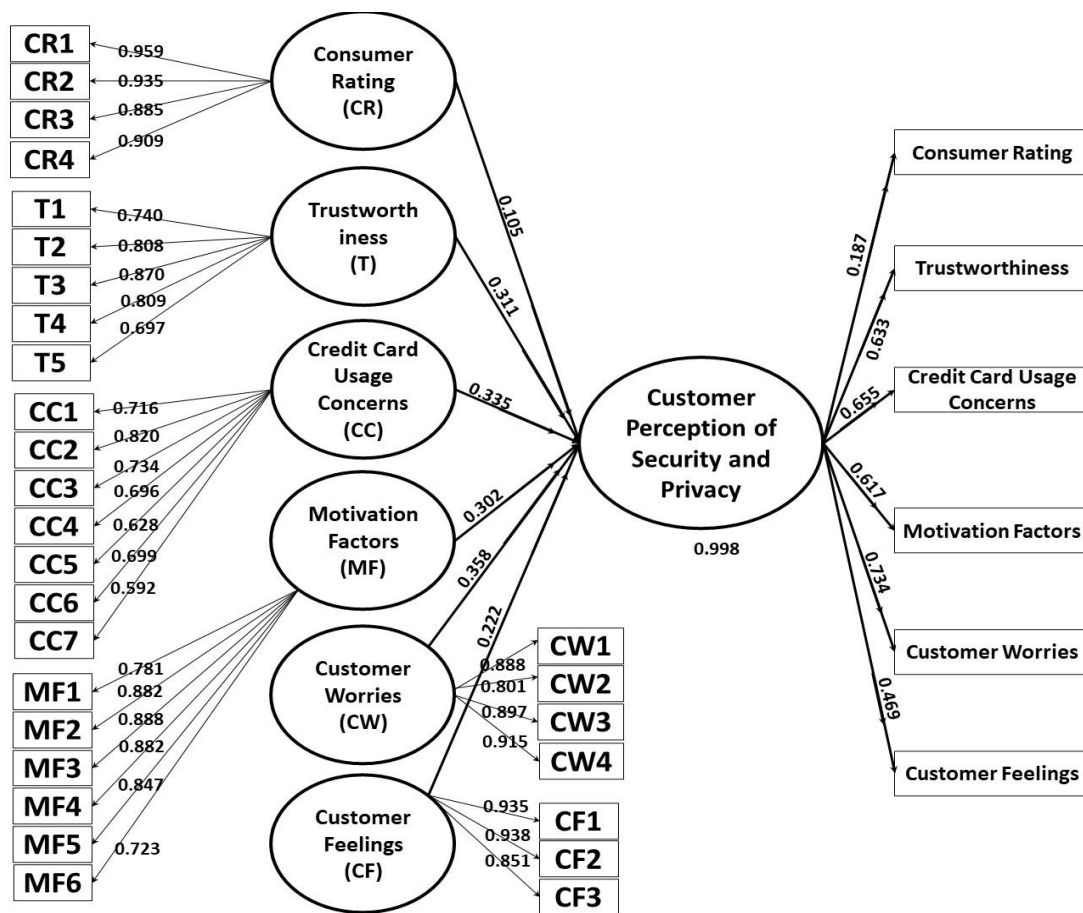 CR1
CR2
CR3
CR4
0.959
0.935
0.885
0.909
Consumer
Rating
(CR)
T1
T2
T3
T4
T5
0.740
0.808
0.870
0.809
0.697
Trustworth
iness
(T)
CC1
CC2
CC3
CC4
CC5
CC6
CC7
0.716
0.820
0.734
0.696
0.628
0.699
0.592
Credit Card
Usage
Concerns
(CC)
MF1
MF2
MF3
MF4
MF5
MF6
0.781
0.882
0.888
0.882
0.847
0.723
Motivation
Factors
(MF)
Customer
Worries
(CW)
0.888
0.801
0.897
0.915
CW1
CW2
CW3
CW4
Customer
Feelings
(CF)
0.935
0.938
0.851
CF1
CF2
CF3
0.105
0.311
0.335
0.302
0.358
0.222
Customer
Perception of
Security and
Privacy
0.998
0.187
0.633
0.655
0.617
0.734
0.469
Consumer Rating
Trustworthiness
Credit Card Usage
Concerns
Motivation Factors
Customer Worries
Customer Feelings